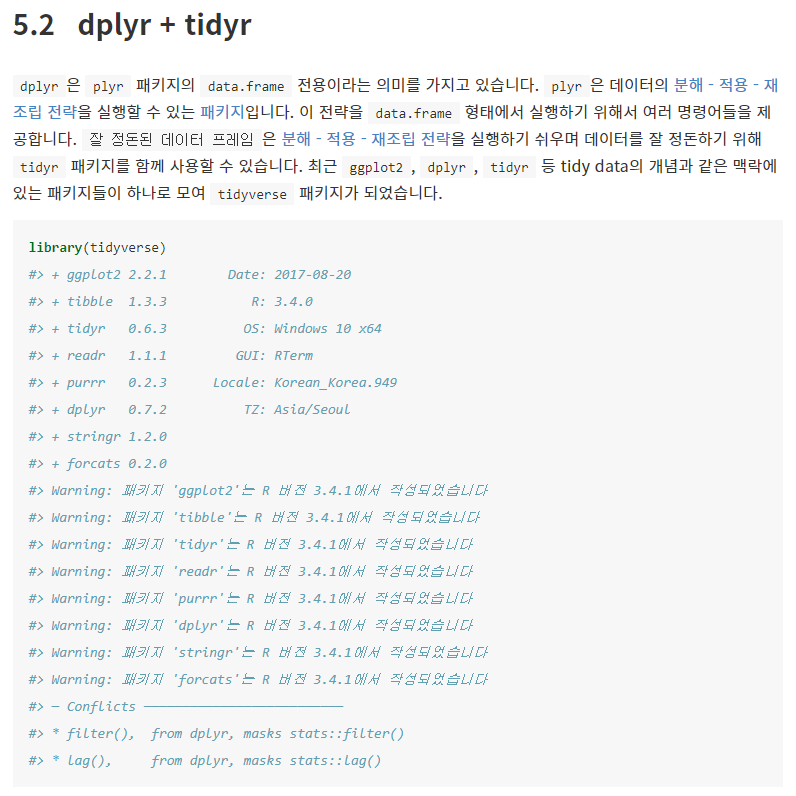 5.2 dplyr + tidyr
dplyr 은 plyr 패키지의 data.frame 전용이라는 의미를 가지고 있습니다. plyr 은 데이터의 분해 - 적용 - 재
조립 전략을 실행할 수 있는 패키지입니다. 이 전략을 data.frame 형태에서 실행하기 위해서 여러 명령어들을 제
공합니다. 잘 정돈된 데이터 프레임 은 분해 - 적용 - 재조립 전략을 실행하기 쉬우며 데이터를 잘 정돈하기 위해
tidyr 패키지를 함께 사용할 수 있습니다. 최근 ggplot2 , dplyr , tidyr 등 tidy data의 개념과 같은 맥락에
있는 패키지들이 하나로 모여 tidyverse 패키지가 되었습니다.
library(tidyverse)
#> + ggplot2 2.2.1        Date: 2017-08-20
#> + tibble  1.3.3           R: 3.4.0
#> + tidyr   0.6.3          OS: Windows 10 x64
#> + readr   1.1.1         GUI: RTerm
#> + purrr   0.2.3      Locale: Korean_Korea.949
#> + dplyr   0.7.2          TZ: Asia/Seoul
#> + stringr 1.2.0
#> + forcats 0.2.0
#> Warning: 패키지 'ggplot2'는 R 버전 3.4.1에서 작성되었습니다
#> Warning: 패키지 'tibble'는 R 버전 3.4.1에서 작성되었습니다
#> Warning: 패키지 'tidyr'는 R 버전 3.4.1에서 작성되었습니다
#> Warning: 패키지 'readr'는 R 버전 3.4.1에서 작성되었습니다
#> Warning: 패키지 'purrr'는 R 버전 3.4.1에서 작성되었습니다
#> Warning: 패키지 'dplyr'는 R 버전 3.4.1에서 작성되었습니다
#> Warning: 패키지 'stringr'는 R 버전 3.4.1에서 작성되었습니다
#> Warning: 패키지 'forcats'는 R 버전 3.4.1에서 작성되었습니다
#> ─ Conflicts ──────────────────────────
#> * filter(),  from dplyr, masks stats::filter()
#> * lag(),     from dplyr, masks stats::lag()